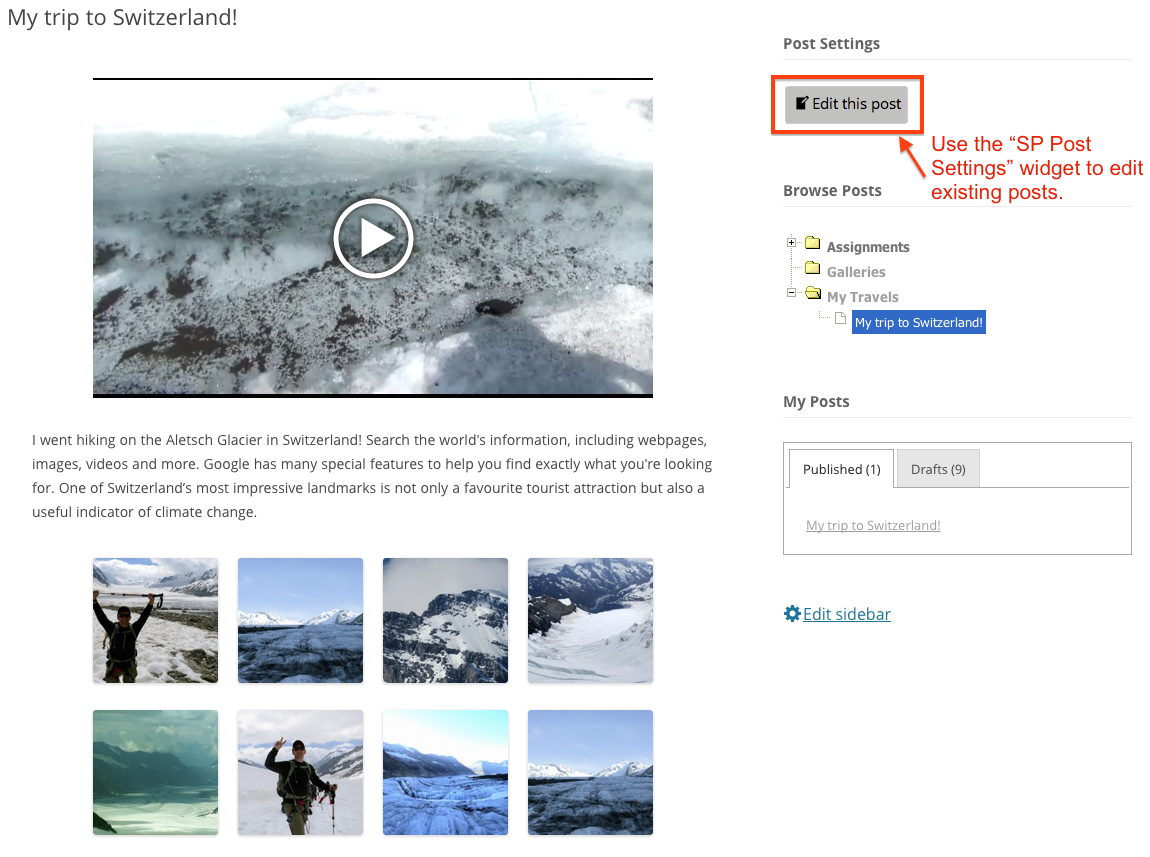 My trip to Switzerland!
I went hiking on the Aletsch Glacier in Switzerland! Search the world's information, including webpages,
images, videos and more. Google has many special features to help you find exactly what you're looking
for. One of Switzerland's most impressive landmarks is not only a favourite tourist attraction but also a
useful indicator of climate change.
Post Settings
Edit this post
Use the “SP Post
Settings” widget to edit
existing posts.
Browse Posts
Assignments
Galleries
My Travels
My trip to Switzerland!
My Posts
Published (1) Drafts (9)
My trip to Switzerland!
Edit sidebar